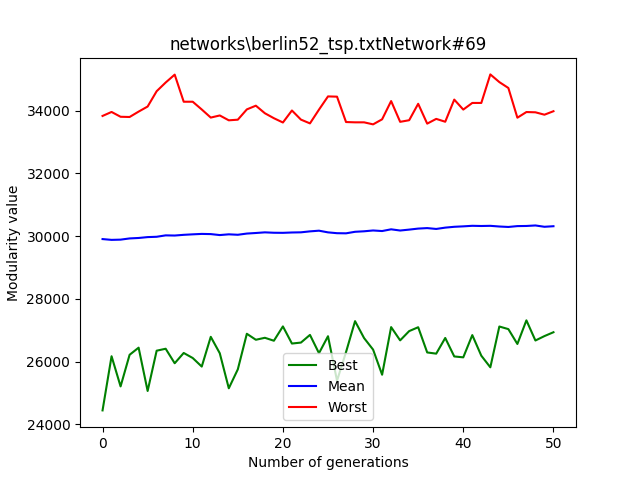 networks\berlin52_tsp.txtNetwork#69
Modularity value
34000
32000
30000
28000
26000
24000
Best
Mean
Worst
0 10 20 30 40 50
Number of generations